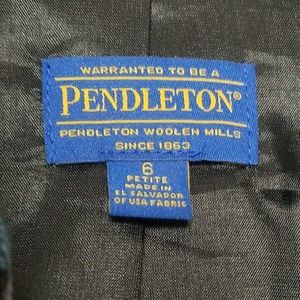 WARRANTED TO BE A
PENDLETON®
PENDLETON WOOLEN MILLS
SINCE 1863
6
PETITE
MADE IN
EL SALVADOR
OF USA FABRIC